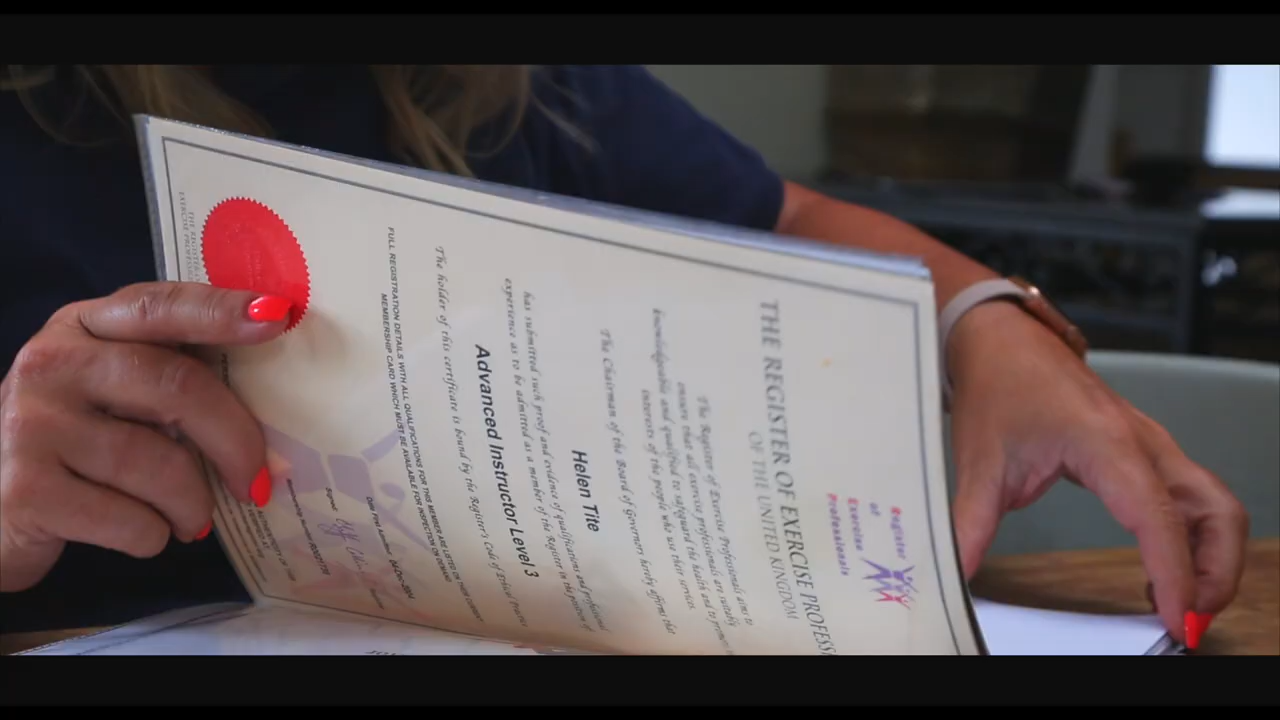 Register
of
Exercise
Professionals
THE REGISTER OF EXERCISE PROFESS
OF THE UNITED KINGDOM
The Register of Exercise Professionals aims to
ensure that all exercise professionals are suitably
knowledgeable and qualified to safeguard the health and to promote
interests of the people who use their services.
The Chairman of the Board of Governors hereby affirms that
Helen Tite
has submitted such proof and evidence of qualifications and professional
experience as to be admitted as a member of the Register in the position of
Advanced Instructor Level 3
The holder of this certificate is bound by the Register's Code of Ethical
FULL REGISTRATION DETAILS WITH ALL QUALIFICATIONS FOR THIS MEMBER ARE LISTED ON THEIR CURRENT
MEMBERSHIP CARD WHICH MUST BE AVAILABLE FOR INSPECTION ON DEMAND
Signed:
Membership Number:
THE REGISTER
EXERCISE PROFESS